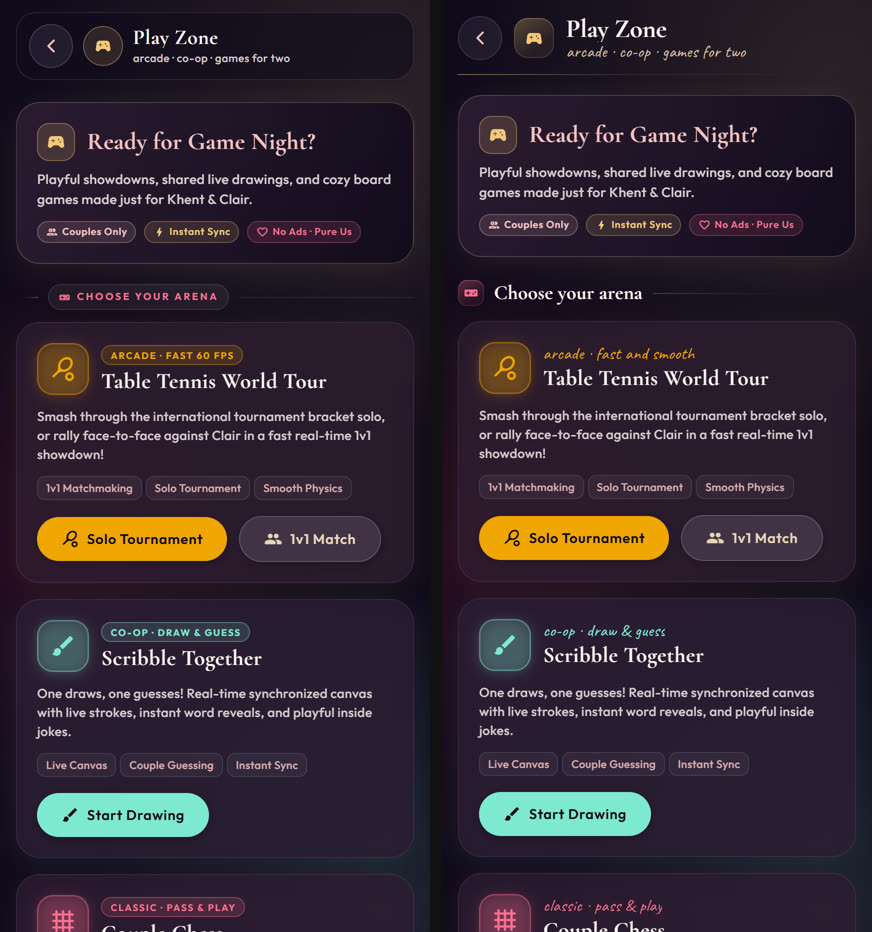 Play Zone
arcade · co-op · games for two
Ready for Game Night?
Playful showdowns, shared live drawings, and cozy board
games made just for Khent & Clair.
Couples Only
Instant Sync
No Ads · Pure Us
CHOOSE YOUR ARENA
ARCADE · FAST 60 FPS
Table Tennis World Tour
Smash through the international tournament bracket solo,
or rally face-to-face against Clair in a fast real-time 1v1
showdown!
1v1 Matchmaking
Solo Tournament
Smooth Physics
Solo Tournament
1v1 Match
CO-OP · DRAW & GUESS
Scribble Together
One draws, one guesses! Real-time synchronized canvas
with live strokes, instant word reveals, and playful inside
jokes.
Live Canvas
Couple Guessing
Instant Sync
Start Drawing
CLASSIC · PASS & PLAY
Couple Chess
Play Zone
arcade · co-op · games for two
Ready for Game Night?
Playful showdowns, shared live drawings, and cozy board
games made just for Khent & Clair.
Couples Only
Instant Sync
No Ads · Pure Us
Choose your arena
arcade · fast and smooth
Table Tennis World Tour
Smash through the international tournament bracket solo,
or rally face-to-face against Clair in a fast real-time 1v1
showdown!
1v1 Matchmaking
Solo Tournament
Smooth Physics
Solo Tournament
1v1 Match
co-op · draw & guess
Scribble Together
One draws, one guesses! Real-time synchronized canvas
with live strokes, instant word reveals, and playful inside
jokes.
Live Canvas
Couple Guessing
Instant Sync
Start Drawing
classic · pass & play
Couple Chess